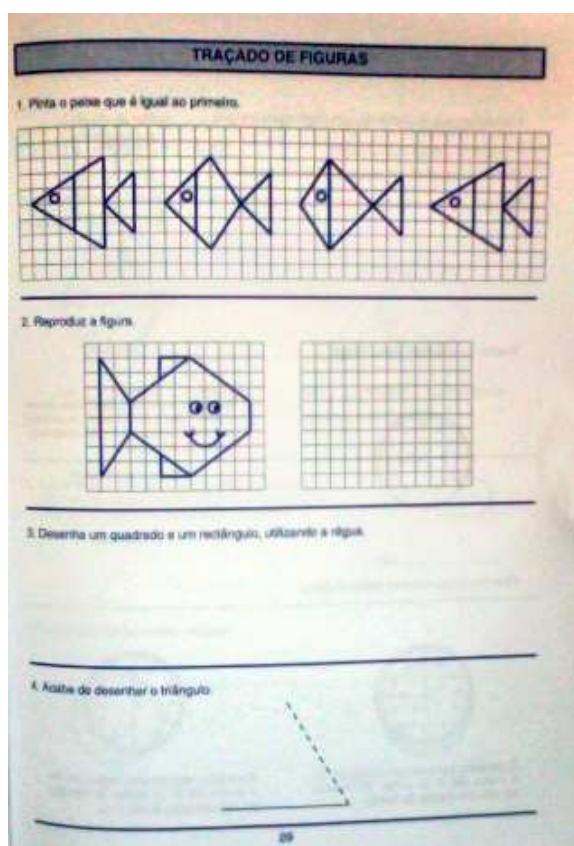 TRAÇADO DE FIGURAS
1. Pinta o peixe que é igual ao primeiro.
2. Reproduz a figura.
3. Desenha um quadrado e um rectângulo, utilizando a régua.
4. Acaba de desenhar o triângulo.
29